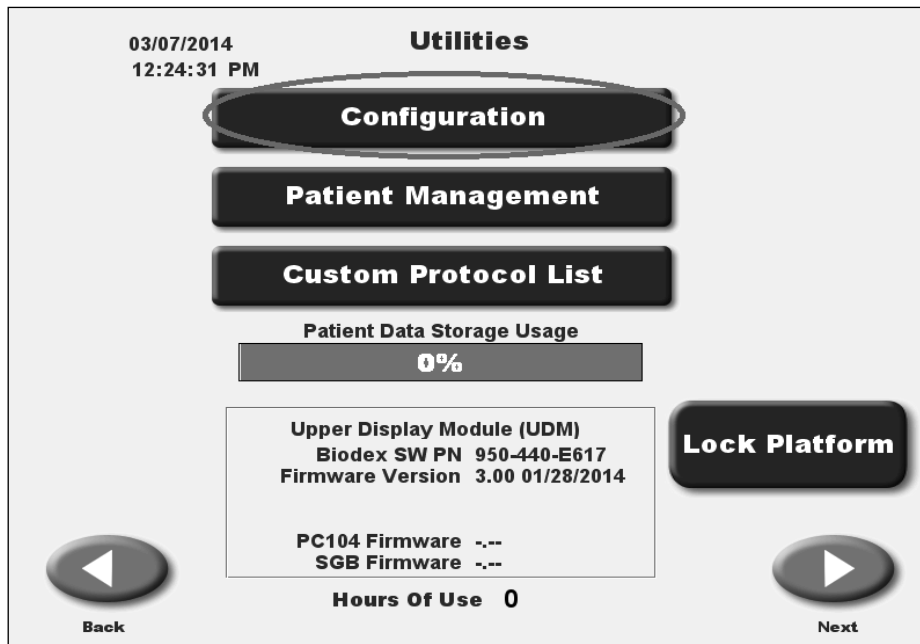 03/07/2014
12:24:31 PM
Utilities
Configuration
Patient Management
Custom Protocol List
Patient Data Storage Usage
0%
Upper Display Module (UDM)
Biodex SW PN 950-440-E617
Firmware Version 3.00 01/28/2014
PC104 Firmware -.--
SGB Firmware -.--
Lock Platform
Hours Of Use 0
Back
Next